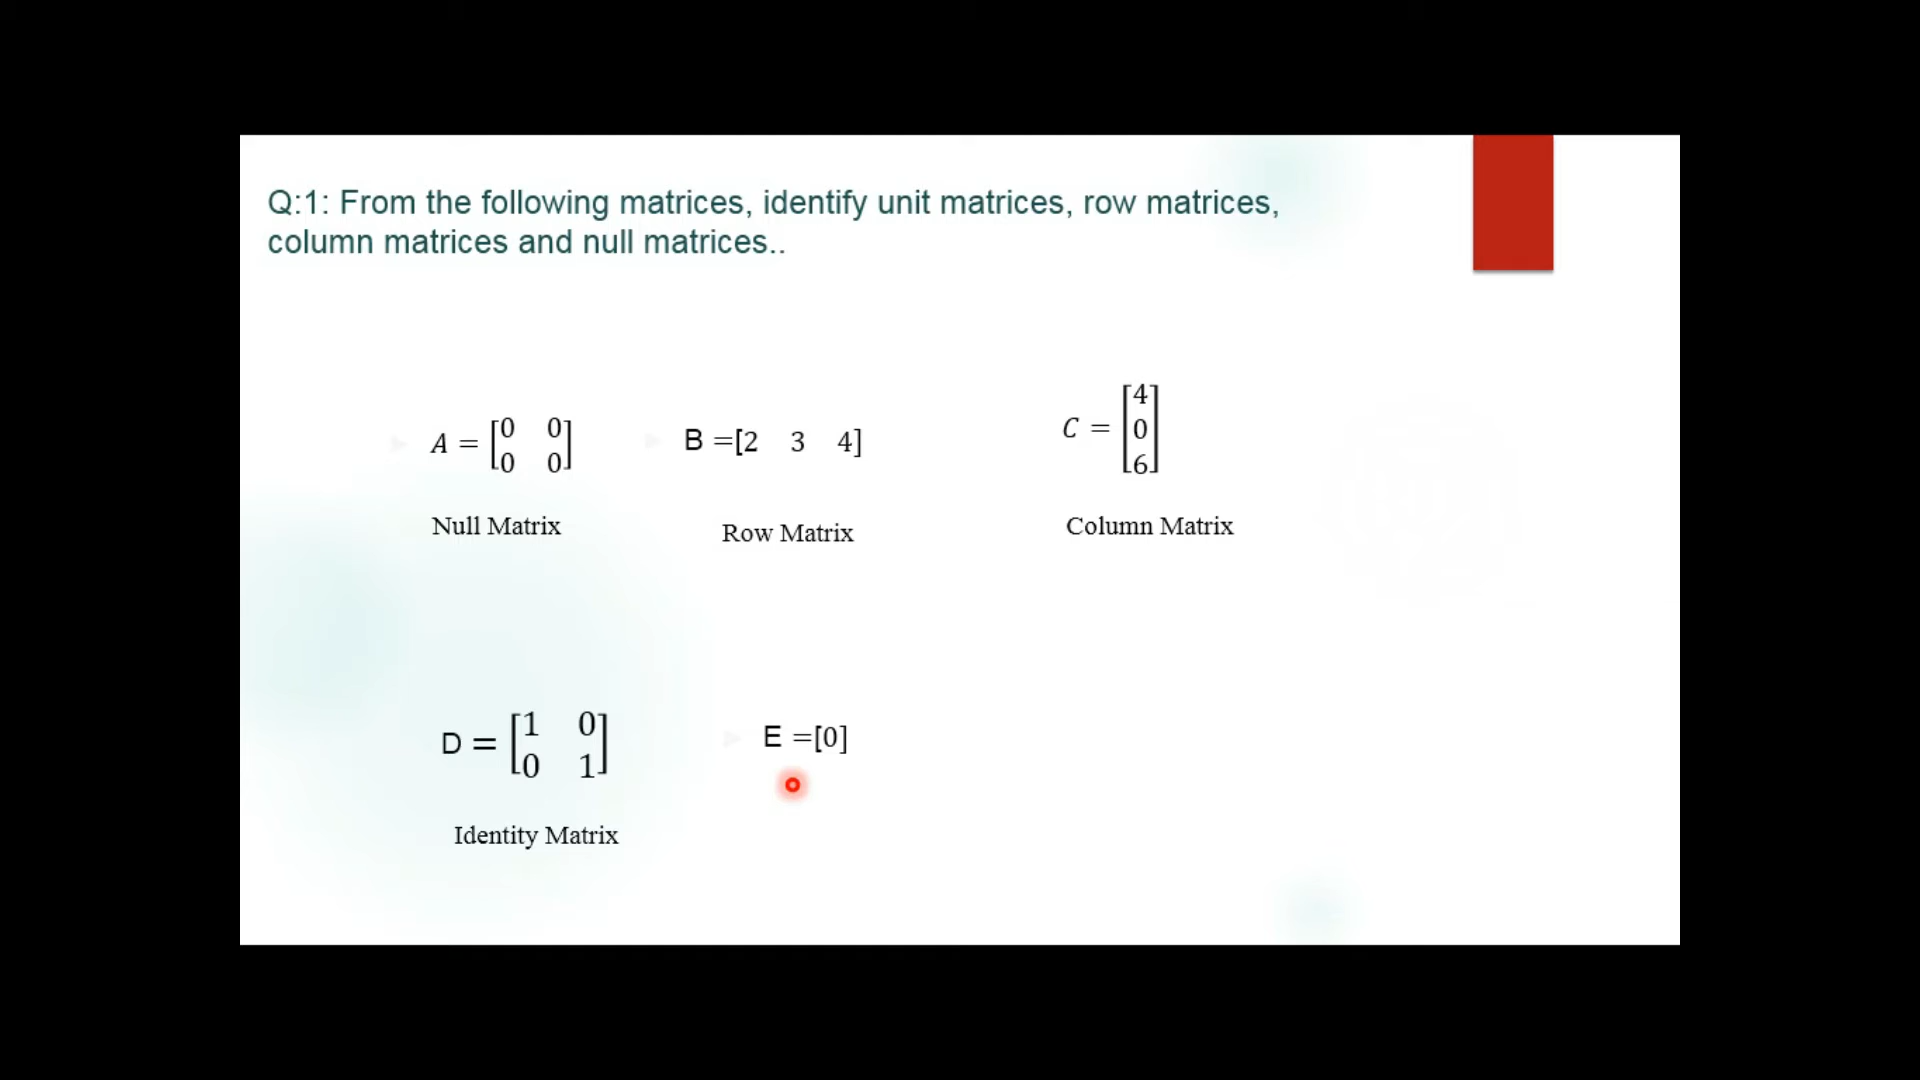 Q:1: From the following matrices, identify unit matrices, row matrices,
column matrices and null matrices..
A = [0 0
0 0]
B =[2 3 4]
C = [4
0
6]
Null Matrix
Row Matrix
Column Matrix
D = [1 0
0 1]
E =[0]
Identity Matrix